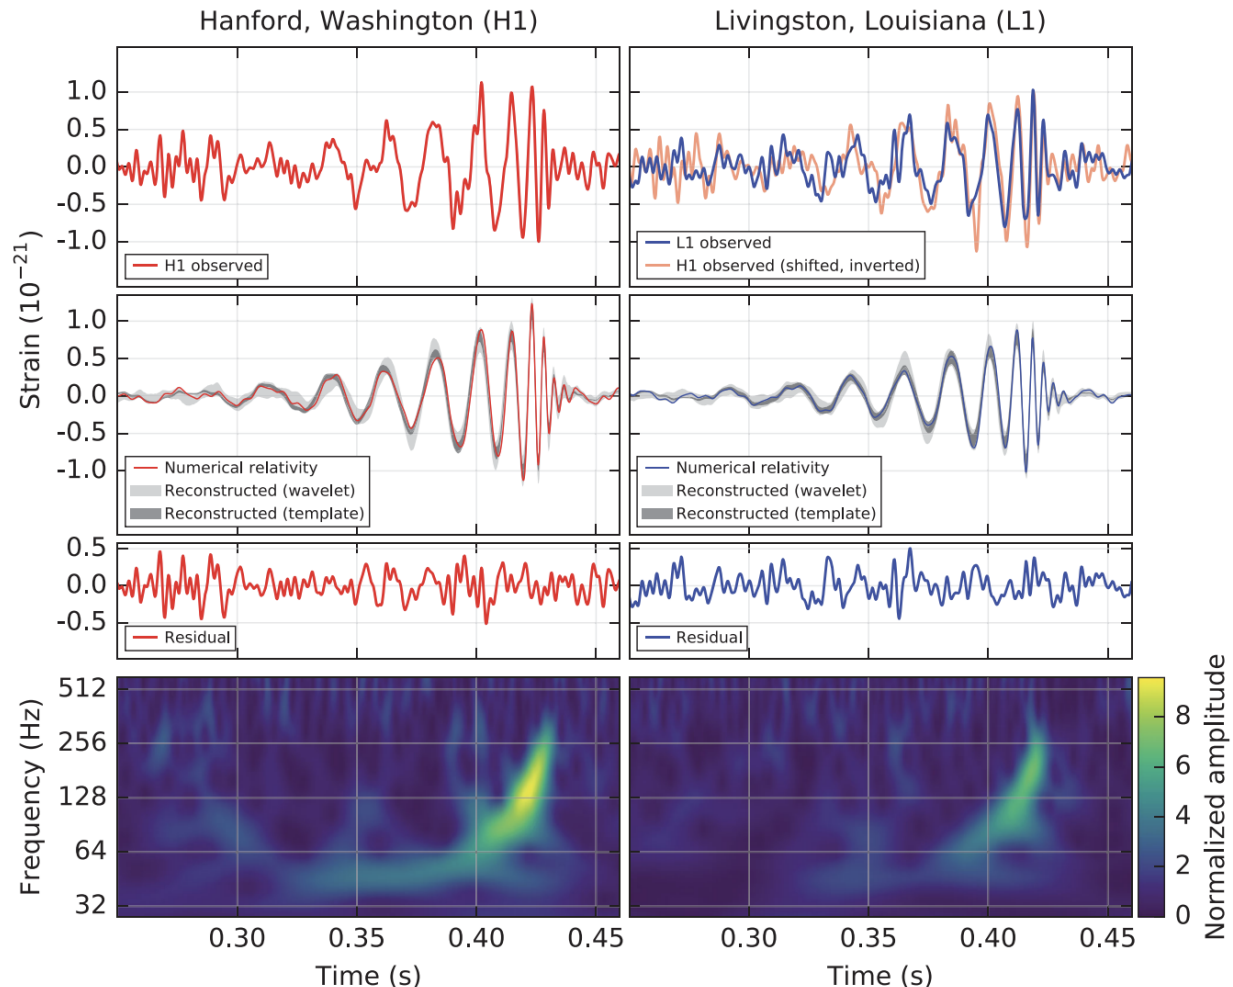 Hanford, Washington (H1)
Livingston, Louisiana (L1)
1.0
0.5
0.0
-0.5
-1.0
H1 observed
L1 observed
H1 observed (shifted, inverted)
Strain (10⁻²¹)
1.0
0.5
0.0
-0.5
-1.0
Numerical relativity
Reconstructed (wavelet)
Reconstructed (template)
Numerical relativity
Reconstructed (wavelet)
Reconstructed (template)
0.5
0.0
-0.5
Residual
Residual
Frequency (Hz)
512
256
128
64
32
8
6
4
2
0
Normalized amplitude
0.30
0.35
0.40
0.45
0.30
0.35
0.40
0.45
Time (s)
Time (s)